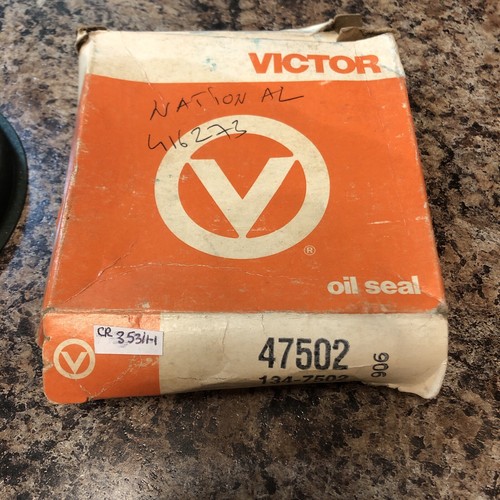 VICTOR
NATIONAL
416273
V
®
oil seal
V
CR 35311-1
47502
134-7502
906